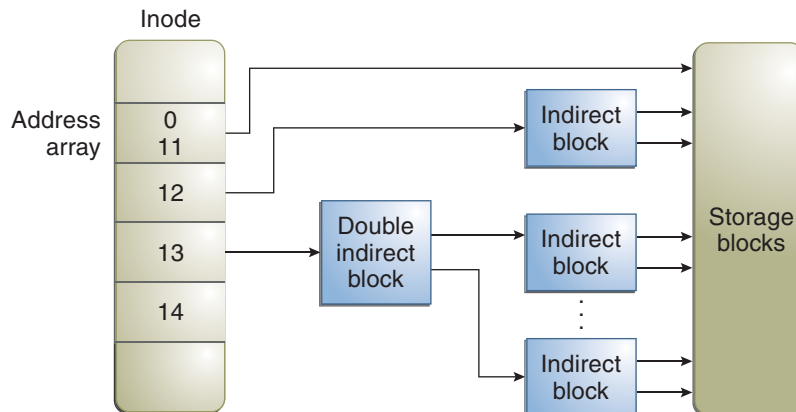 Inode
Address
array
0
11
12
13
14
Double
indirect
block
Indirect
block
Indirect
block
Indirect
block
Storage
blocks